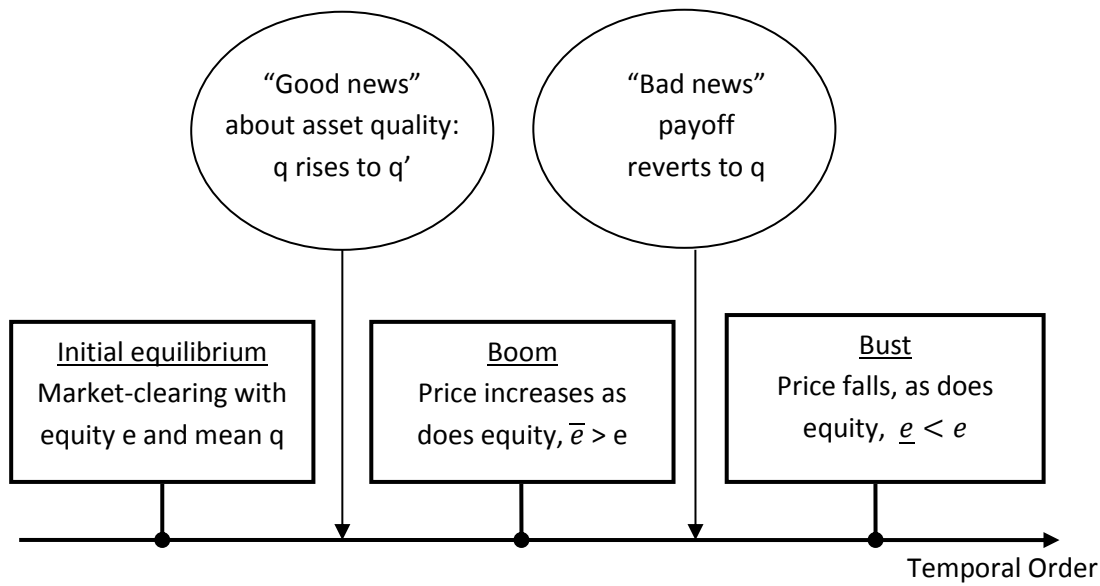 “Good news”
about asset quality:
q rises to q’
“Bad news”
payoff
reverts to q
Initial equilibrium
Market-clearing with
equity e and mean q
Boom
Price increases as
does equity, e̅ > e
Bust
Price falls, as does
equity, e̲ < e
Temporal Order